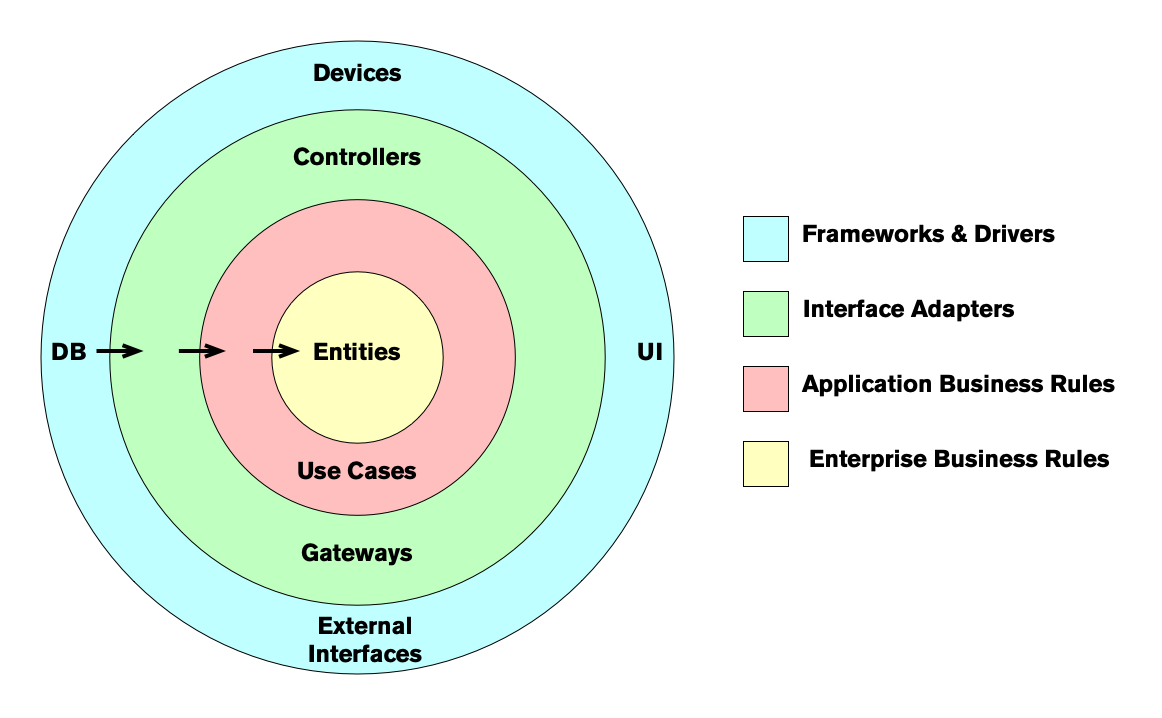 Devices
Controllers
DB
Entities
UI
Use Cases
Gateways
External
Interfaces
Frameworks & Drivers
Interface Adapters
Application Business Rules
Enterprise Business Rules